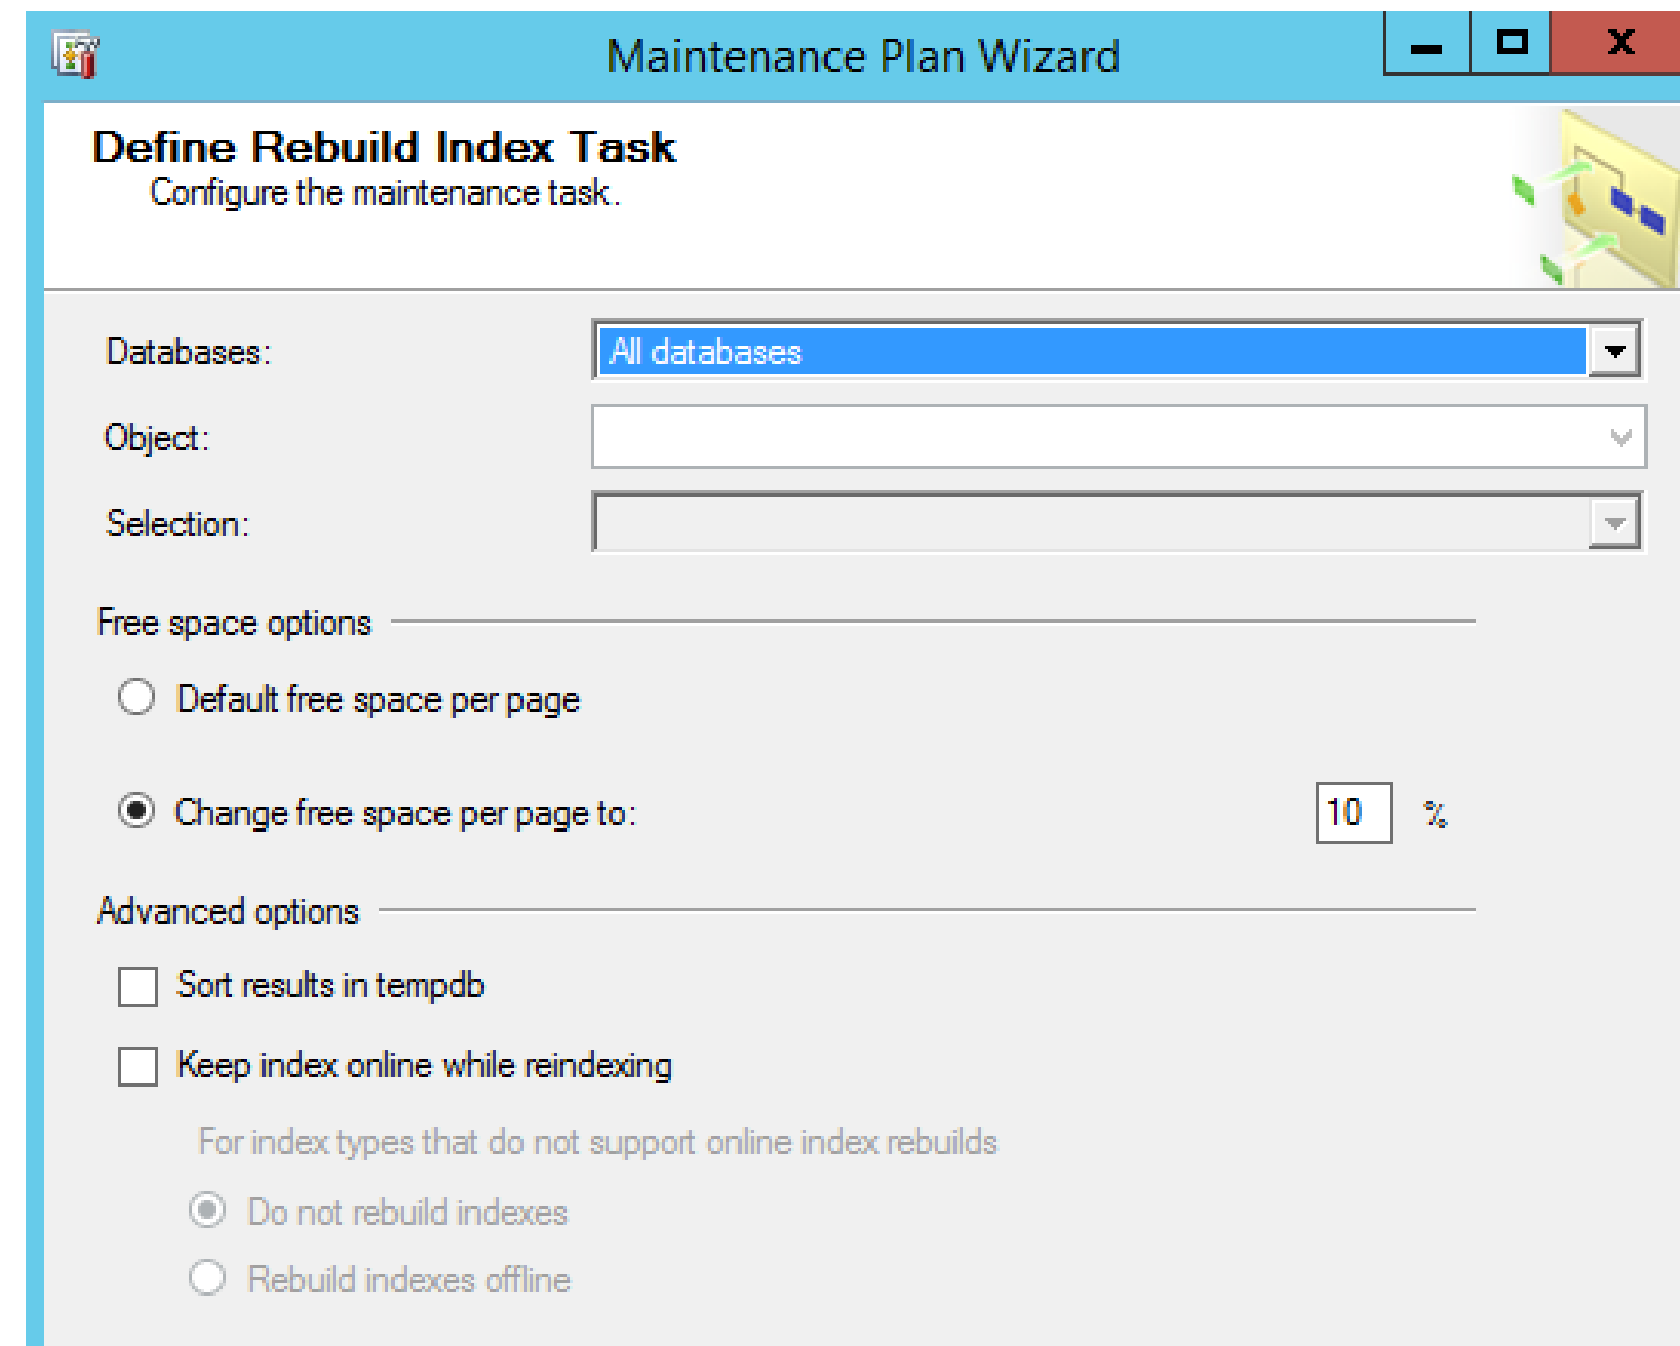 Maintenance Plan Wizard
Define Rebuild Index Task
Configure the maintenance task.
Databases: All databases
Object:
Selection:
Free space options
Default free space per page
Change free space per page to: 10 %
Advanced options
Sort results in tempdb
Keep index online while reindexing
For index types that do not support online index rebuilds
Do not rebuild indexes
Rebuild indexes offline